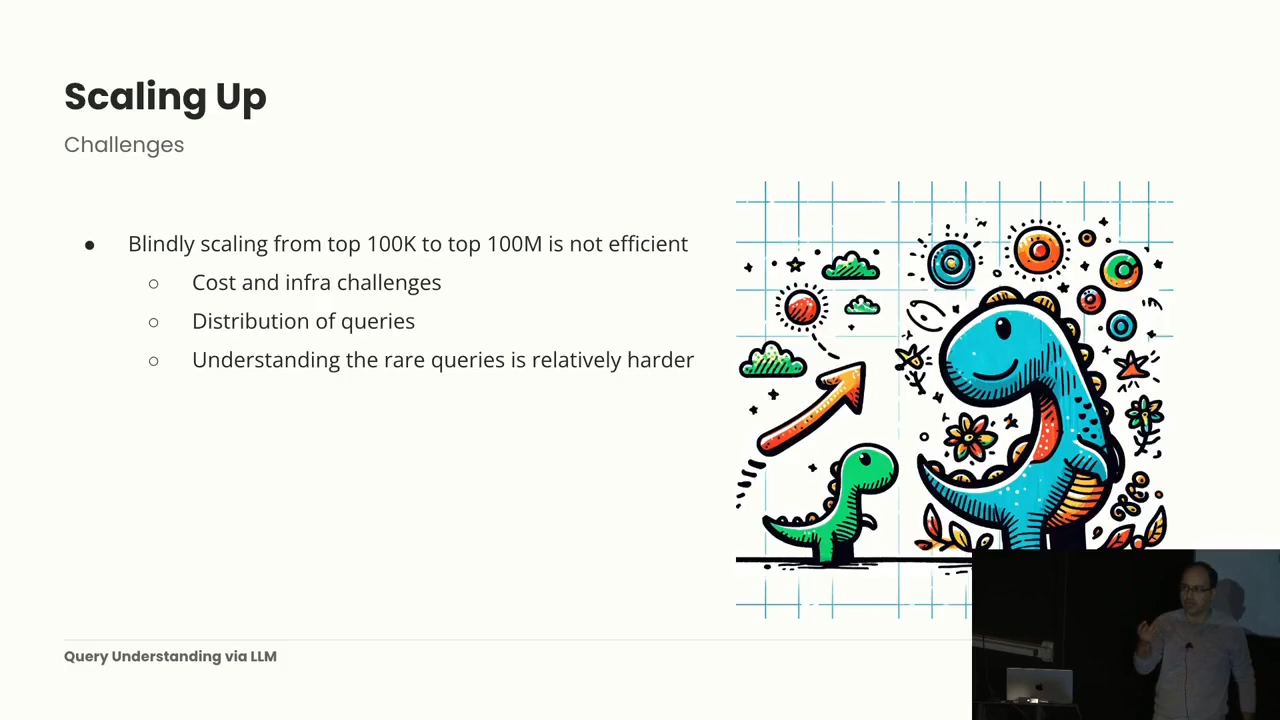 Scaling Up
Challenges
● Blindly scaling from top 100K to top 100M is not efficient
○ Cost and infra challenges
○ Distribution of queries
○ Understanding the rare queries is relatively harder
Query Understanding via LLM